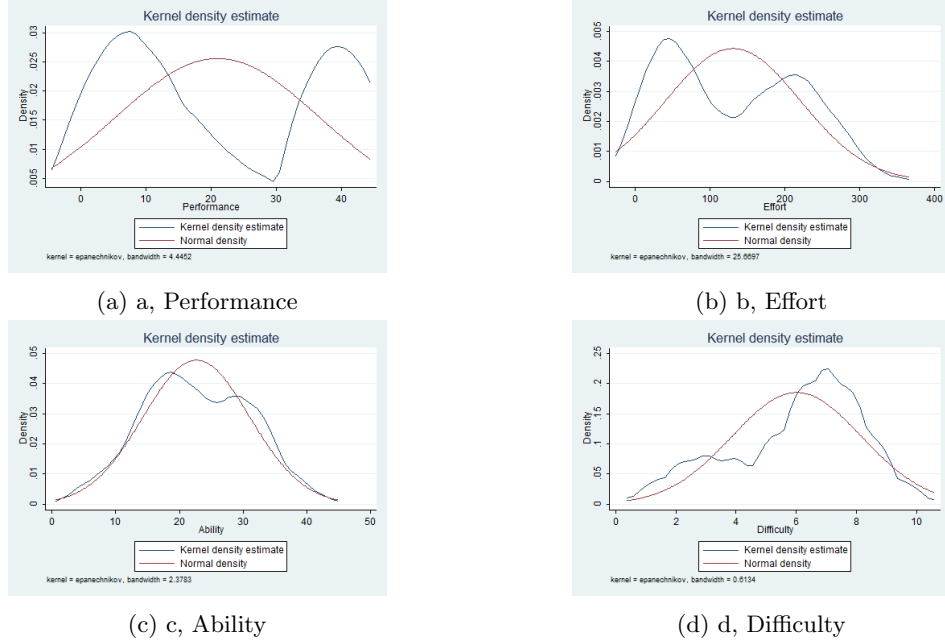 Kernel density estimate
Density
.005 .01 .015 .02 .025 .03
0 10 20 30 40
Performance
Kernel density estimate
Normal density
kernel = epanechnikov, bandwidth = 4.4452
(a) a, Performance
Kernel density estimate
Density
0 .001 .002 .003 .004 .005
0 100 200 300 400
Effort
Kernel density estimate
Normal density
kernel = epanechnikov, bandwidth = 25.6697
(b) b, Effort
Kernel density estimate
Density
0 .01 .02 .03 .04 .05
0 10 20 30 40 50
Ability
Kernel density estimate
Normal density
kernel = epanechnikov, bandwidth = 2.3783
(c) c, Ability
Kernel density estimate
Density
0 .05 .1 .15 .2 .25
0 2 4 6 8 10
Difficulty
Kernel density estimate
Normal density
kernel = epanechnikov, bandwidth = 0.6134
(d) d, Difficulty